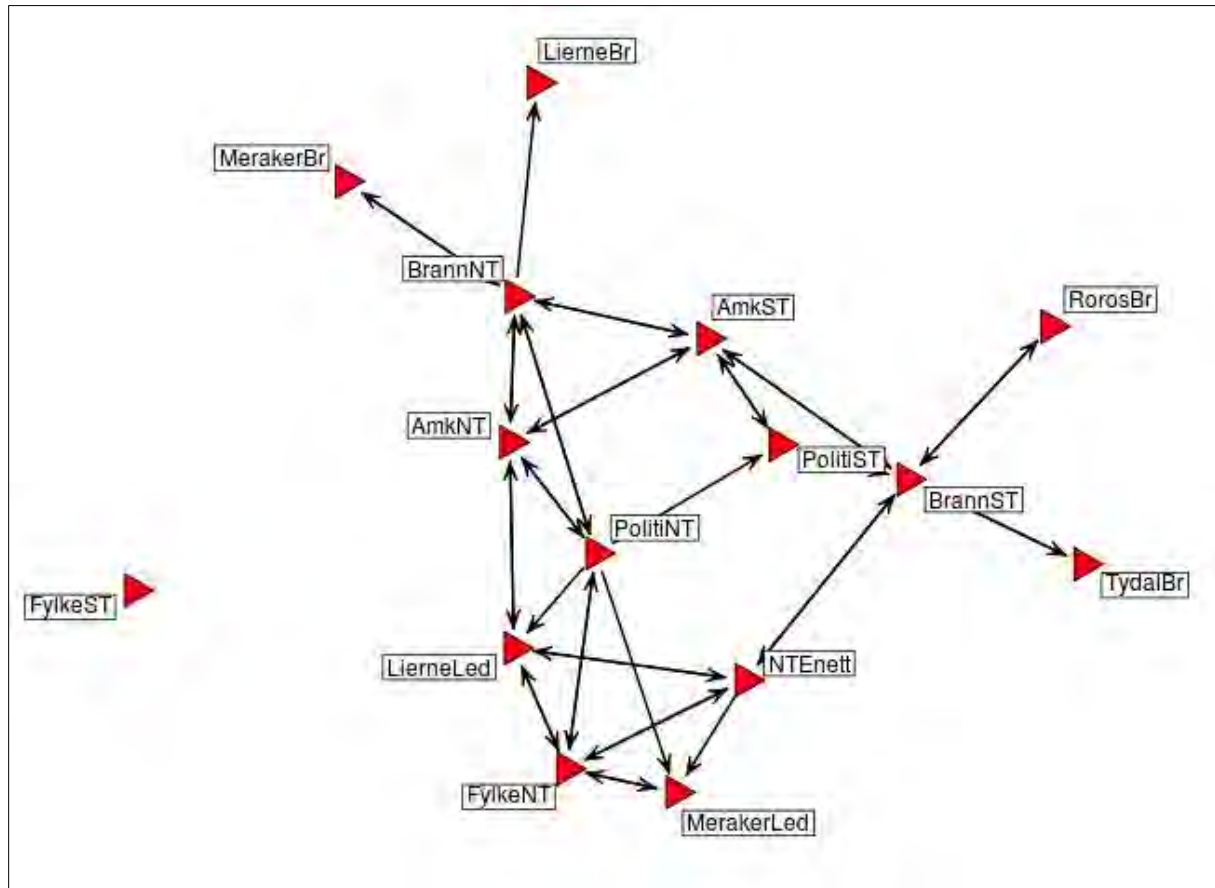 LierneBr
MerakerBr
BrannNT
AmkST
RorosBr
AmkNT
PolitiST
BrannST
PolitiNT
TydalBr
FylkeST
LierneLed
NTEnett
FylkeNT
MerakerLed